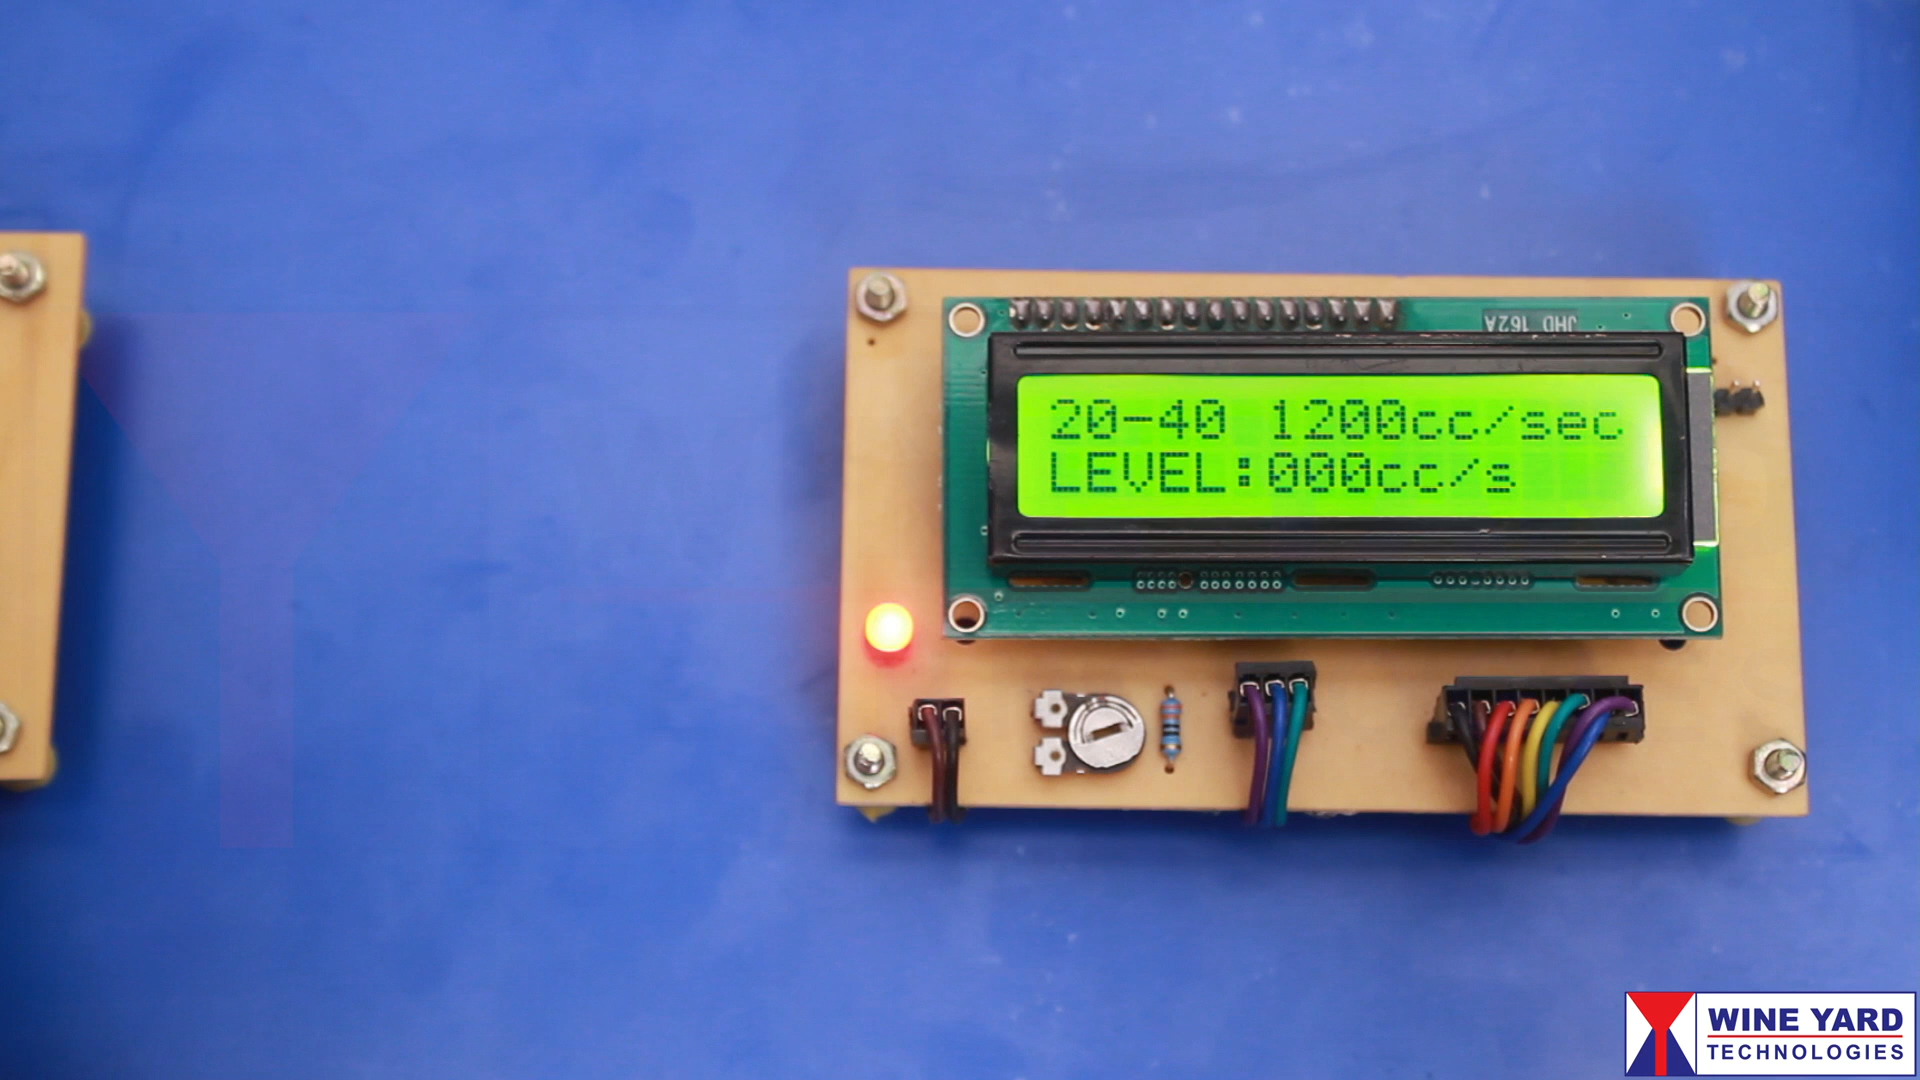 JHD 162A
20-40 1200cc/sec
LEVEL:000cc/s
WINE YARD
TECHNOLOGIES